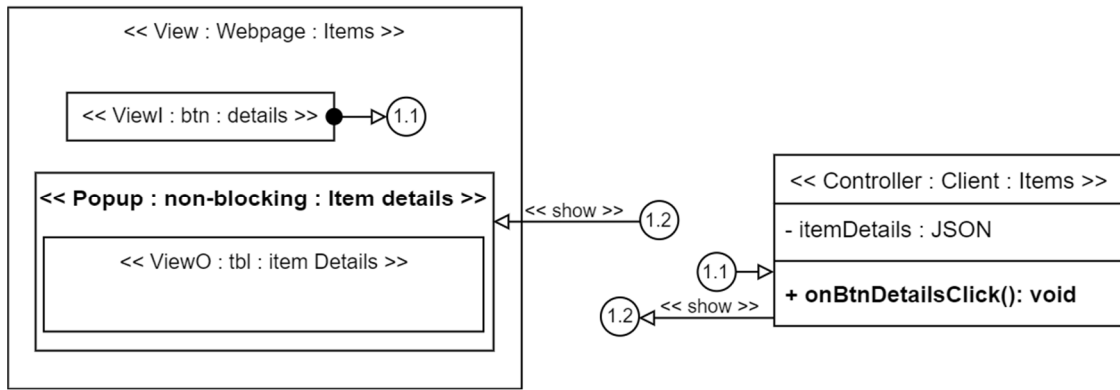 << View : Webpage : Items >>
<< ViewI : btn : details >>
1.1
<< Popup : non-blocking : Item details >>
<< ViewO : tbl : item Details >>
<< show >>
1.2
<< Controller : Client : Items >>
- itemDetails : JSON
1.1
+ onBtnDetailsClick(): void
<< show >>
1.2